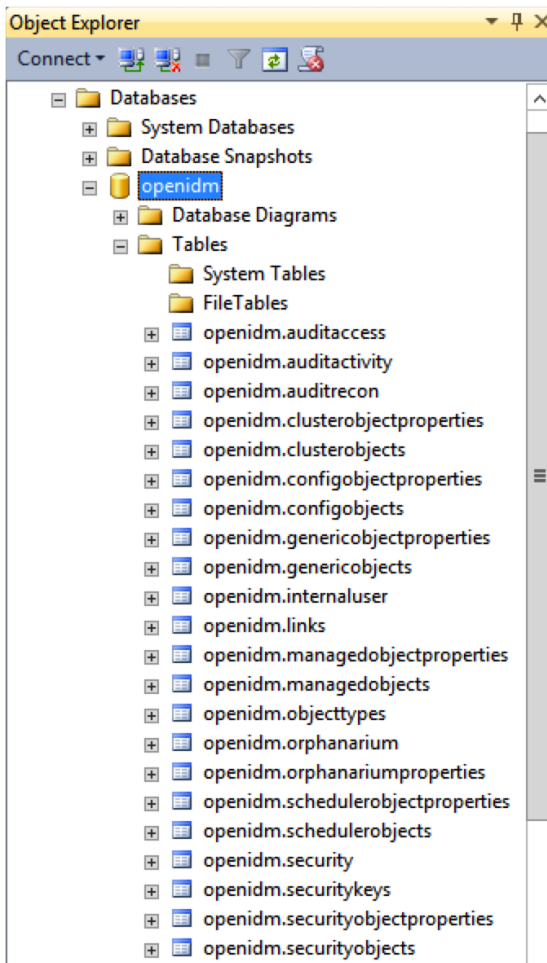 Object Explorer
Connect
Databases
System Databases
Database Snapshots
openidm
Database Diagrams
Tables
System Tables
FileTables
openidm.auditaccess
openidm.auditactivity
openidm.auditrecon
openidm.clusterobjectproperties
openidm.clusterobjects
openidm.configobjectproperties
openidm.configobjects
openidm.genericobjectproperties
openidm.genericobjects
openidm.internaluser
openidm.links
openidm.managedobjectproperties
openidm.managedobjects
openidm.objecttypes
openidm.orphanarium
openidm.orphanariumproperties
openidm.schedulerobjectproperties
openidm.schedulerobjects
openidm.security
openidm.securitykeys
openidm.securityobjectproperties
openidm.securityobjects